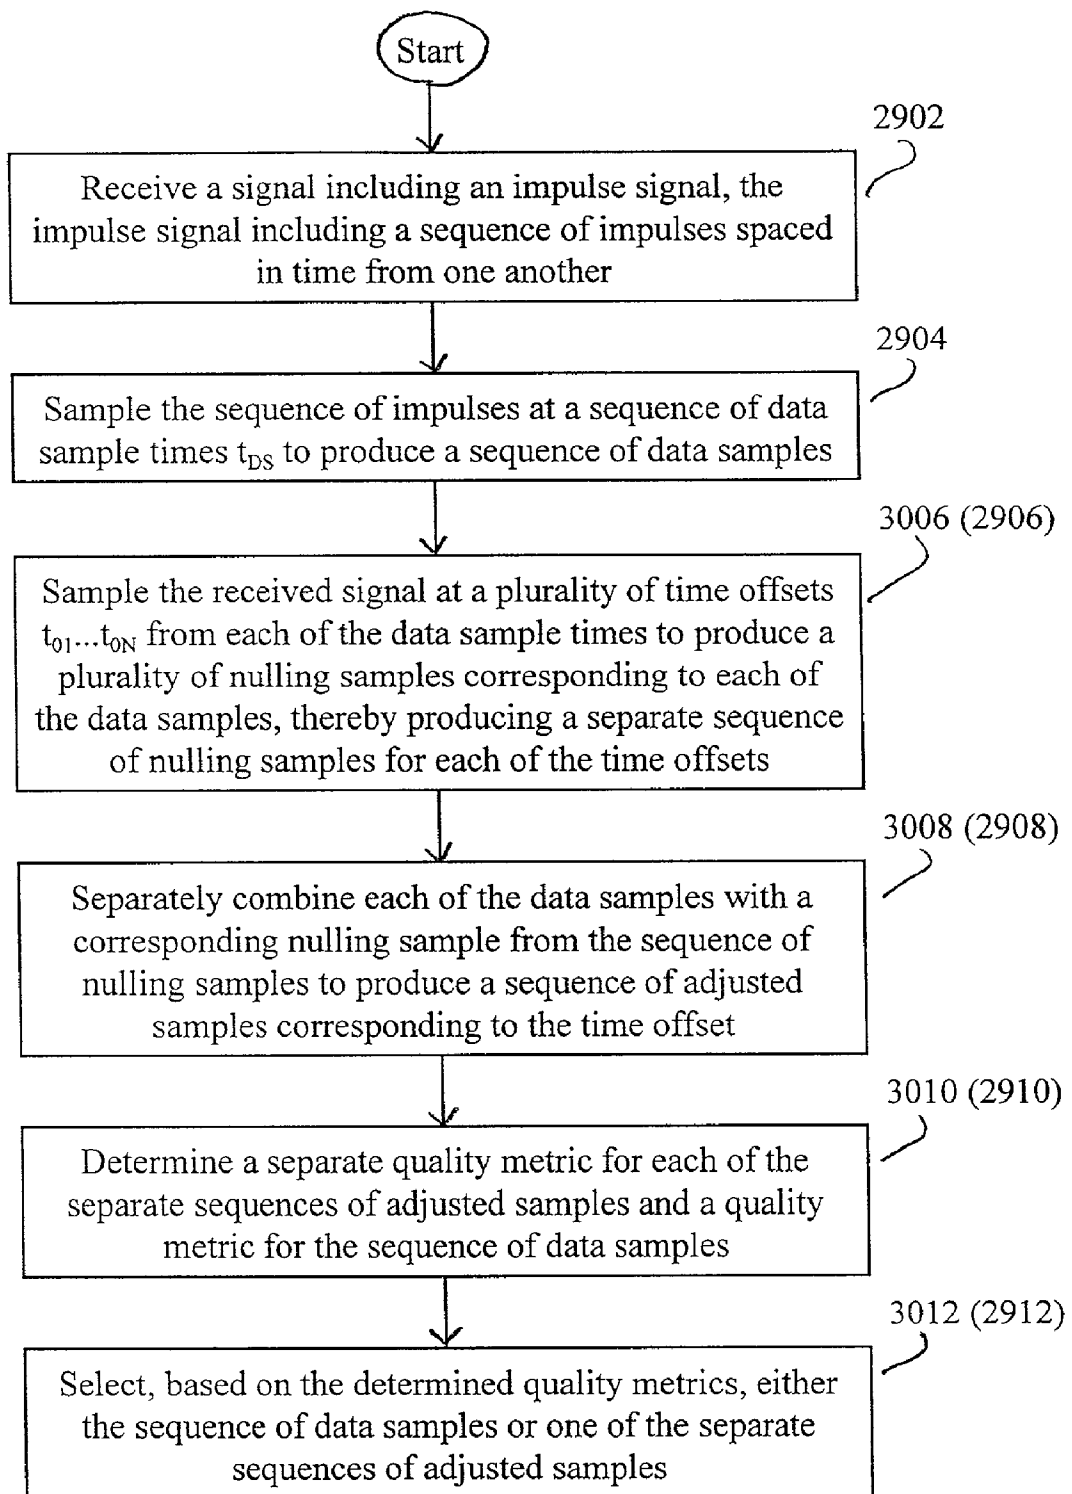 Start
2902
Receive a signal including an impulse signal, the
impulse signal including a sequence of impulses spaced
in time from one another
2904
Sample the sequence of impulses at a sequence of data
sample times t_DS to produce a sequence of data samples
3006 (2906)
Sample the received signal at a plurality of time offsets
t_01...t_0N from each of the data sample times to produce a
plurality of nulling samples corresponding to each of
the data samples, thereby producing a separate sequence
of nulling samples for each of the time offsets
3008 (2908)
Separately combine each of the data samples with a
corresponding nulling sample from the sequence of
nulling samples to produce a sequence of adjusted
samples corresponding to the time offset
3010 (2910)
Determine a separate quality metric for each of the
separate sequences of adjusted samples and a quality
metric for the sequence of data samples
3012 (2912)
Select, based on the determined quality metrics, either
the sequence of data samples or one of the separate
sequences of adjusted samples